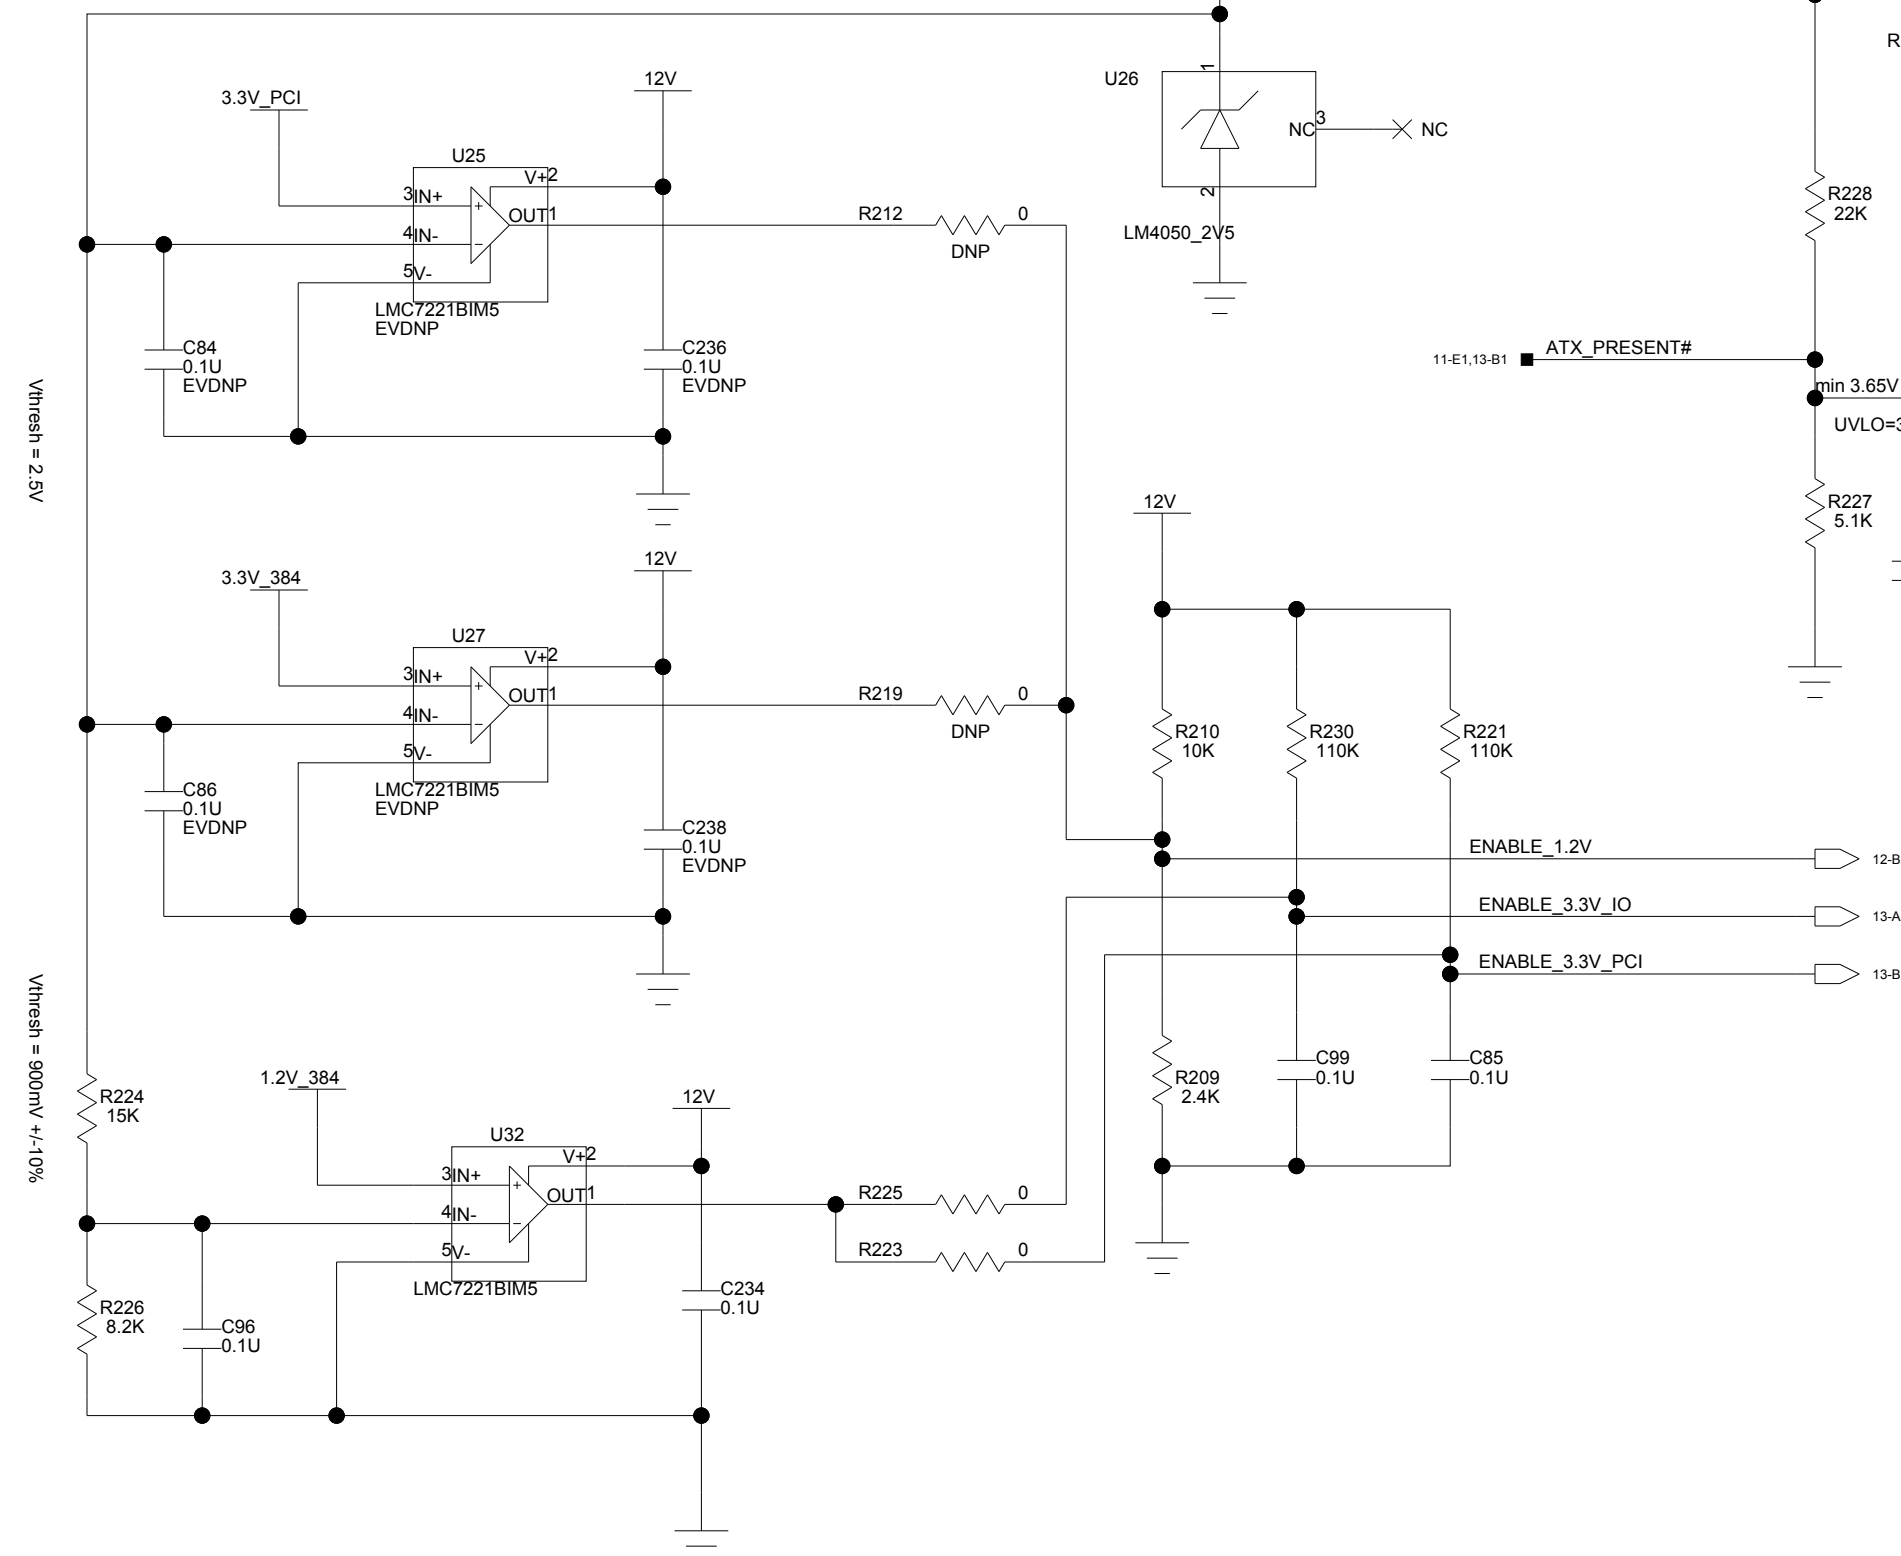 R
12V
3.3V_PCI
U26
1
NC
3
NC
2
LM4050_2V5
U25
V+
2
3
IN+
+
OUT
1
4
IN-
-
5
V-
LMC7221BIM5
EVDNP
R212
0
DNP
R228
22K
C84
0.1U
EVDNP
C236
0.1U
EVDNP
11-E1,13-B1
ATX_PRESENT#
min 3.65V
UVLO=3
Vthresh = 2.5V
12V
R227
5.1K
12V
3.3V_384
U27
V+
2
3
IN+
+
OUT
1
4
IN-
-
5
V-
LMC7221BIM5
EVDNP
R219
0
DNP
R210
10K
R230
110K
R221
110K
C86
0.1U
EVDNP
C238
0.1U
EVDNP
ENABLE_1.2V
12-B
ENABLE_3.3V_IO
13-A
ENABLE_3.3V_PCI
13-B
Vthresh = 900mV +/-10%
R224
15K
1.2V_384
12V
R209
2.4K
C99
0.1U
C85
0.1U
U32
V+
2
3
IN+
+
OUT
1
4
IN-
-
5
V-
LMC7221BIM5
R225
0
R223
0
R226
8.2K
C96
0.1U
C234
0.1U